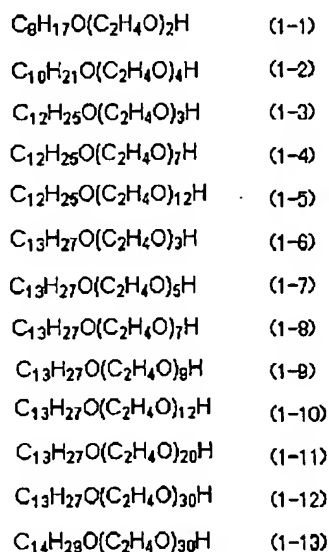 C₈H₁₇O(C₂H₄O)₂H (1-1)
C₁₀H₂₁O(C₂H₄O)₄H (1-2)
C₁₂H₂₅O(C₂H₄O)₃H (1-3)
C₁₂H₂₅O(C₂H₄O)₇H (1-4)
C₁₂H₂₅O(C₂H₄O)₁₂H (1-5)
C₁₃H₂₇O(C₂H₄O)₃H (1-6)
C₁₃H₂₇O(C₂H₄O)₅H (1-7)
C₁₃H₂₇O(C₂H₄O)₇H (1-8)
C₁₃H₂₇O(C₂H₄O)₉H (1-9)
C₁₃H₂₇O(C₂H₄O)₁₂H (1-10)
C₁₃H₂₇O(C₂H₄O)₂₀H (1-11)
C₁₃H₂₇O(C₂H₄O)₃₀H (1-12)
C₁₄H₂₉O(C₂H₄O)₃₀H (1-13)